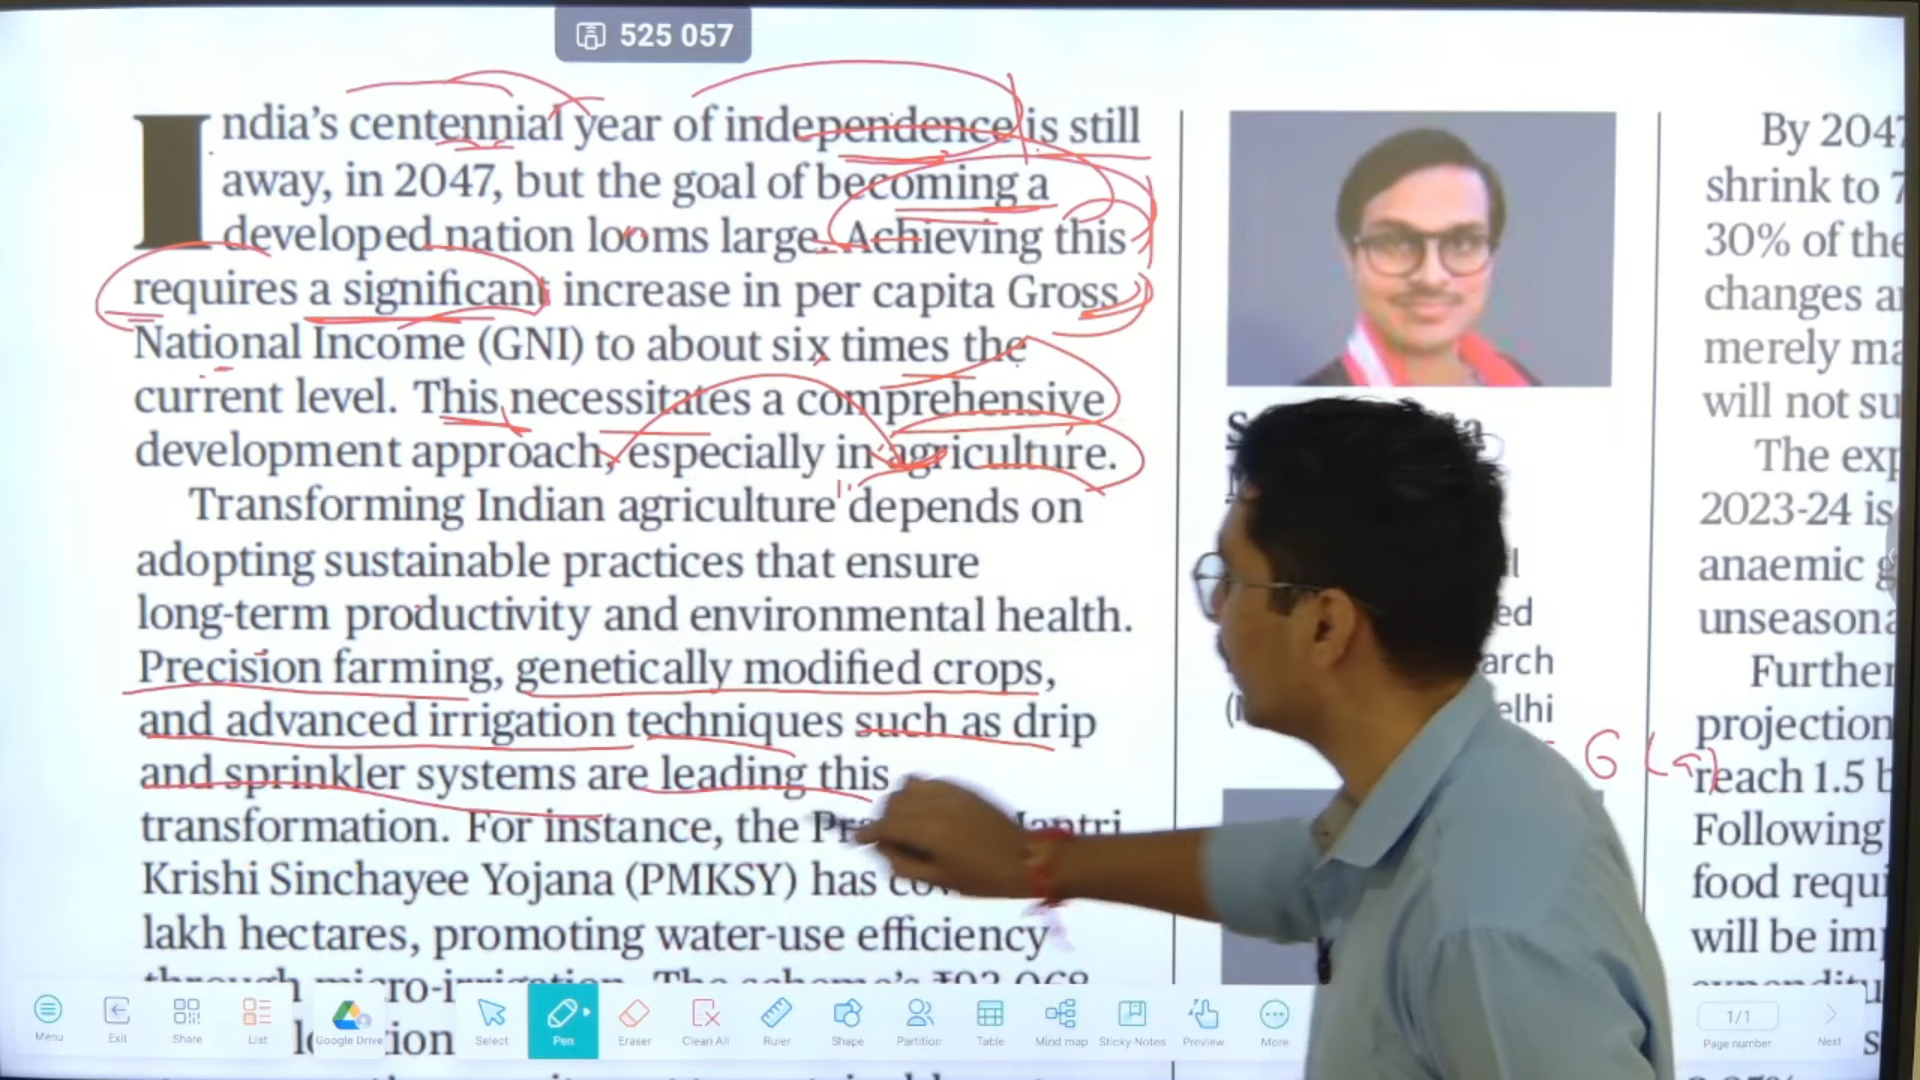 525 057
India's centennial year of independence is still
away, in 2047, but the goal of becoming a
developed nation looms large. Achieving this
requires a significant increase in per capita Gross
National Income (GNI) to about six times the
current level. This necessitates a comprehensive
development approach, especially in agriculture.
Transforming Indian agriculture depends on
adopting sustainable practices that ensure
long-term productivity and environmental health.
Precision farming, genetically modified crops,
and advanced irrigation techniques such as drip
and sprinkler systems are leading this
transformation. For instance, the
Krishi Sinchayee Yojana (PMKSY) has
lakh hectares, promoting water-use efficiency
The scheme's
By 2047
shrink to 7
30% of the
changes
merely
will not
The
2023-24 is
anaemic
unseasona
Further
projection
reach 1.5 b
Following
food requi
will be im
G (a)
Menu
Exit
Share
List
Google Drive
Select
Pen
Eraser
Clean All
Ruler
Shape
Partition
Table
Mind map
Sticky Notes
Preview
More
1/1
Page number
Next